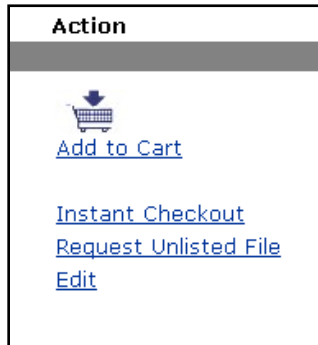 Action
Add to Cart
Instant Checkout
Request Unlisted File
Edit